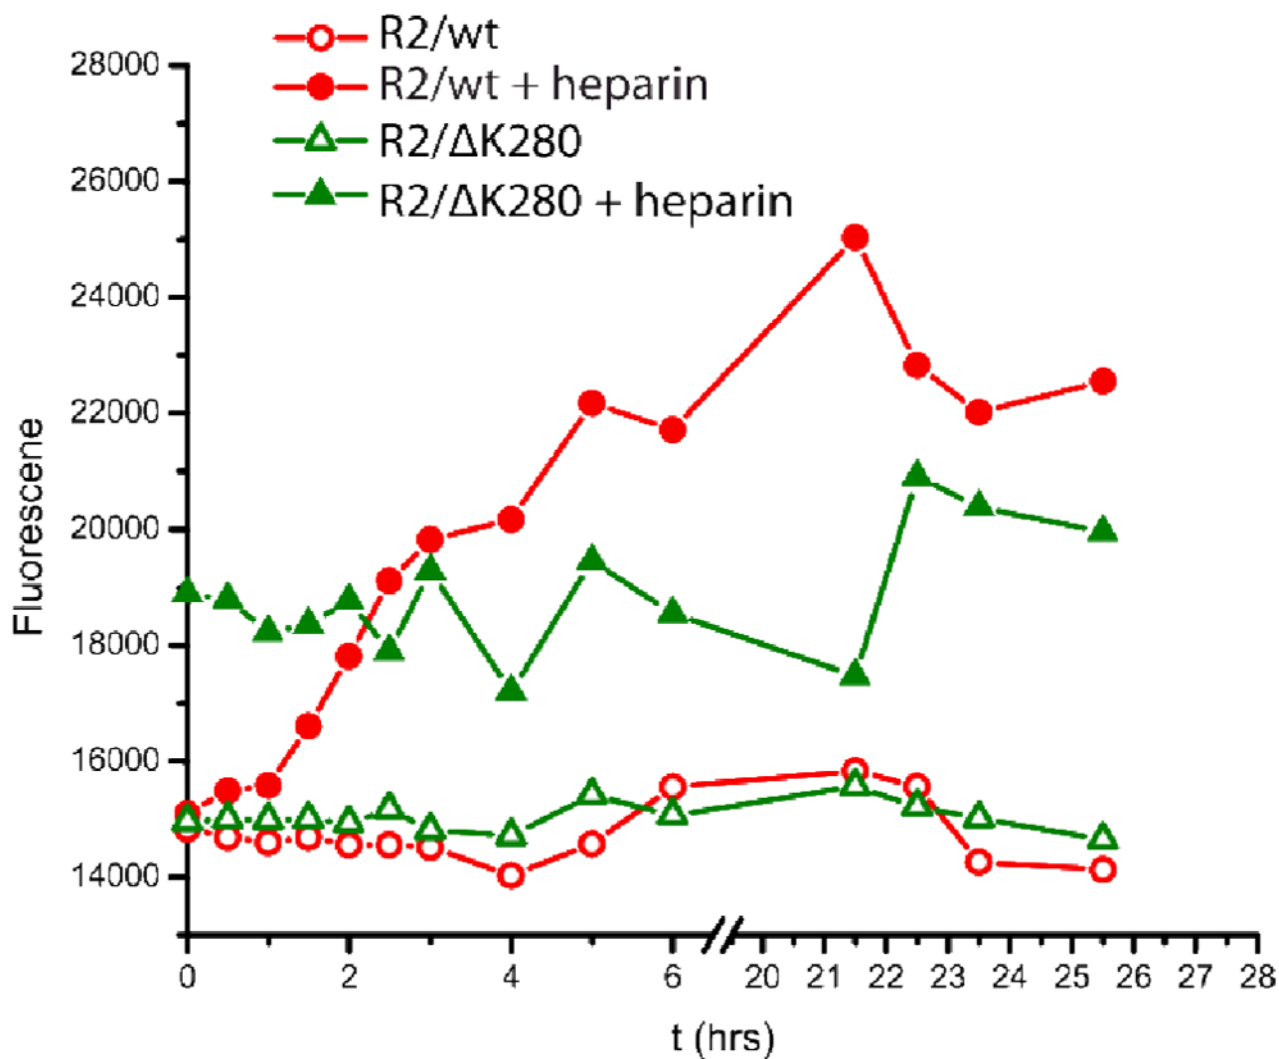 R2/wt
R2/wt + heparin
R2/ΔK280
R2/ΔK280 + heparin
28000
26000
24000
22000
20000
18000
16000
14000
Fluorescene
0 2 4 6 20 21 22 23 24 25 26 27 28
t (hrs)